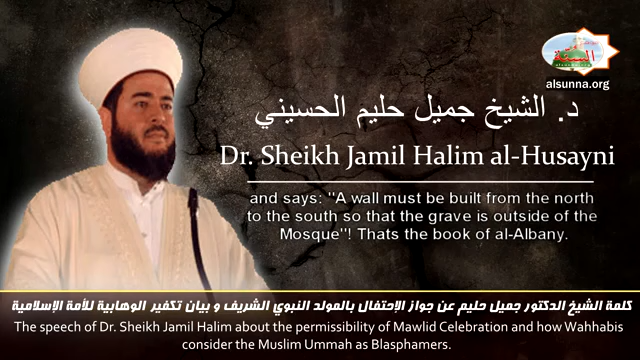 السنة
alsunna.org
د. الشيخ جميل حليم الحسيني
Dr. Sheikh Jamil Halim al-Husayni
and says: "A wall must be built from the north
to the south so that the grave is outside of the
Mosque"! Thats the book of al-Albany.
كلمة الشيخ الدكتور جميل حليم عن جواز الإحتفال بالمولد النبوي الشريف و بيان تكفير الوهابية للأمة الإسلامية
The speech of Dr. Sheikh Jamil Halim about the permissibility of Mawlid Celebration and how Wahhabis
consider the Muslim Ummah as Blasphamers.